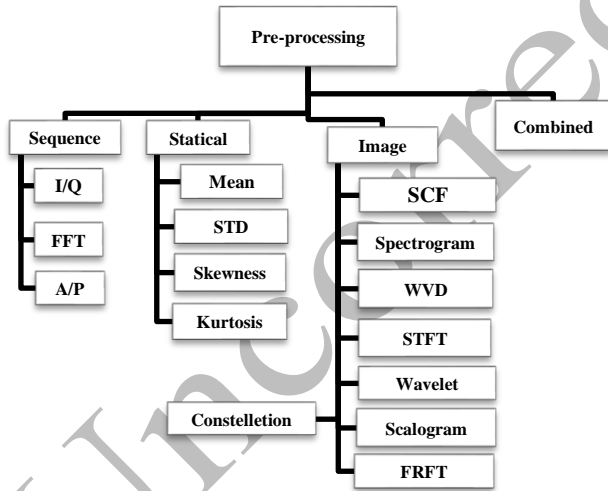 Pre-processing
Sequence
I/Q
FFT
A/P
Statical
Mean
STD
Skewness
Kurtosis
Image
SCF
Spectrogram
WVD
STFT
Wavelet
Constelletion
Scalogram
FRFT
Combined
Uncorrec